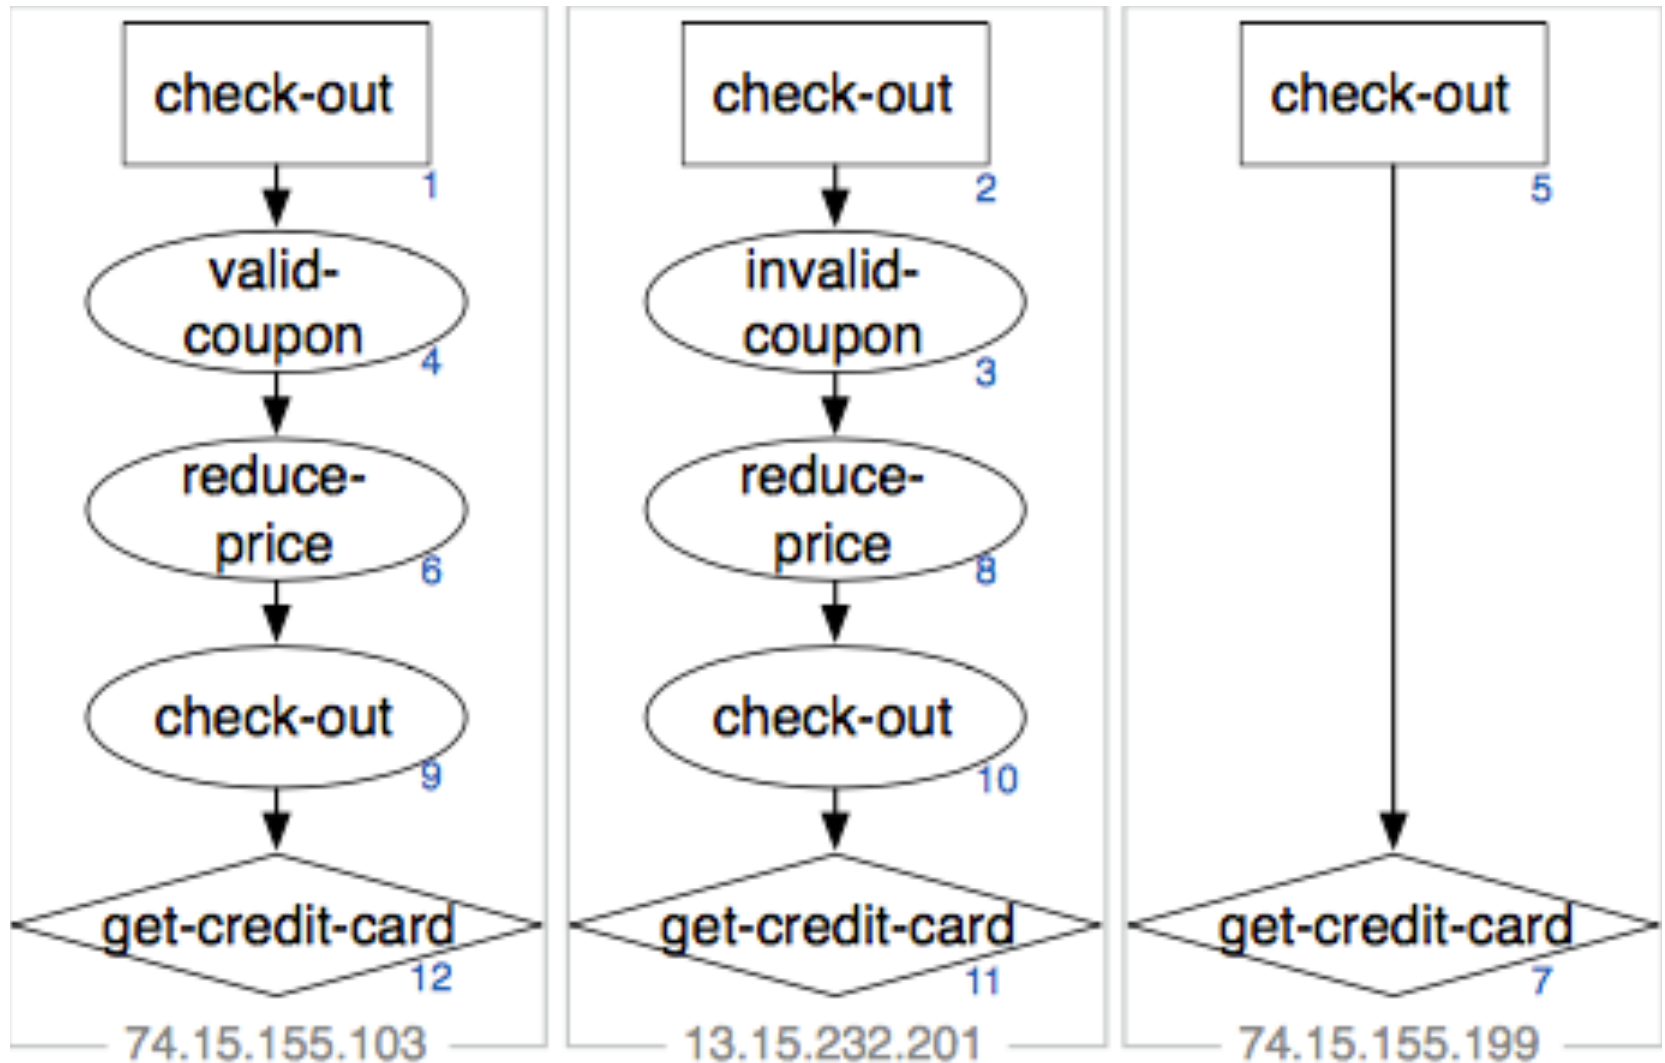 check-out
1
valid-
coupon
4
reduce-
price
6
check-out
9
get-credit-card
12
74.15.155.103
check-out
2
invalid-
coupon
3
reduce-
price
8
check-out
10
get-credit-card
11
13.15.232.201
check-out
5
get-credit-card
7
74.15.155.199